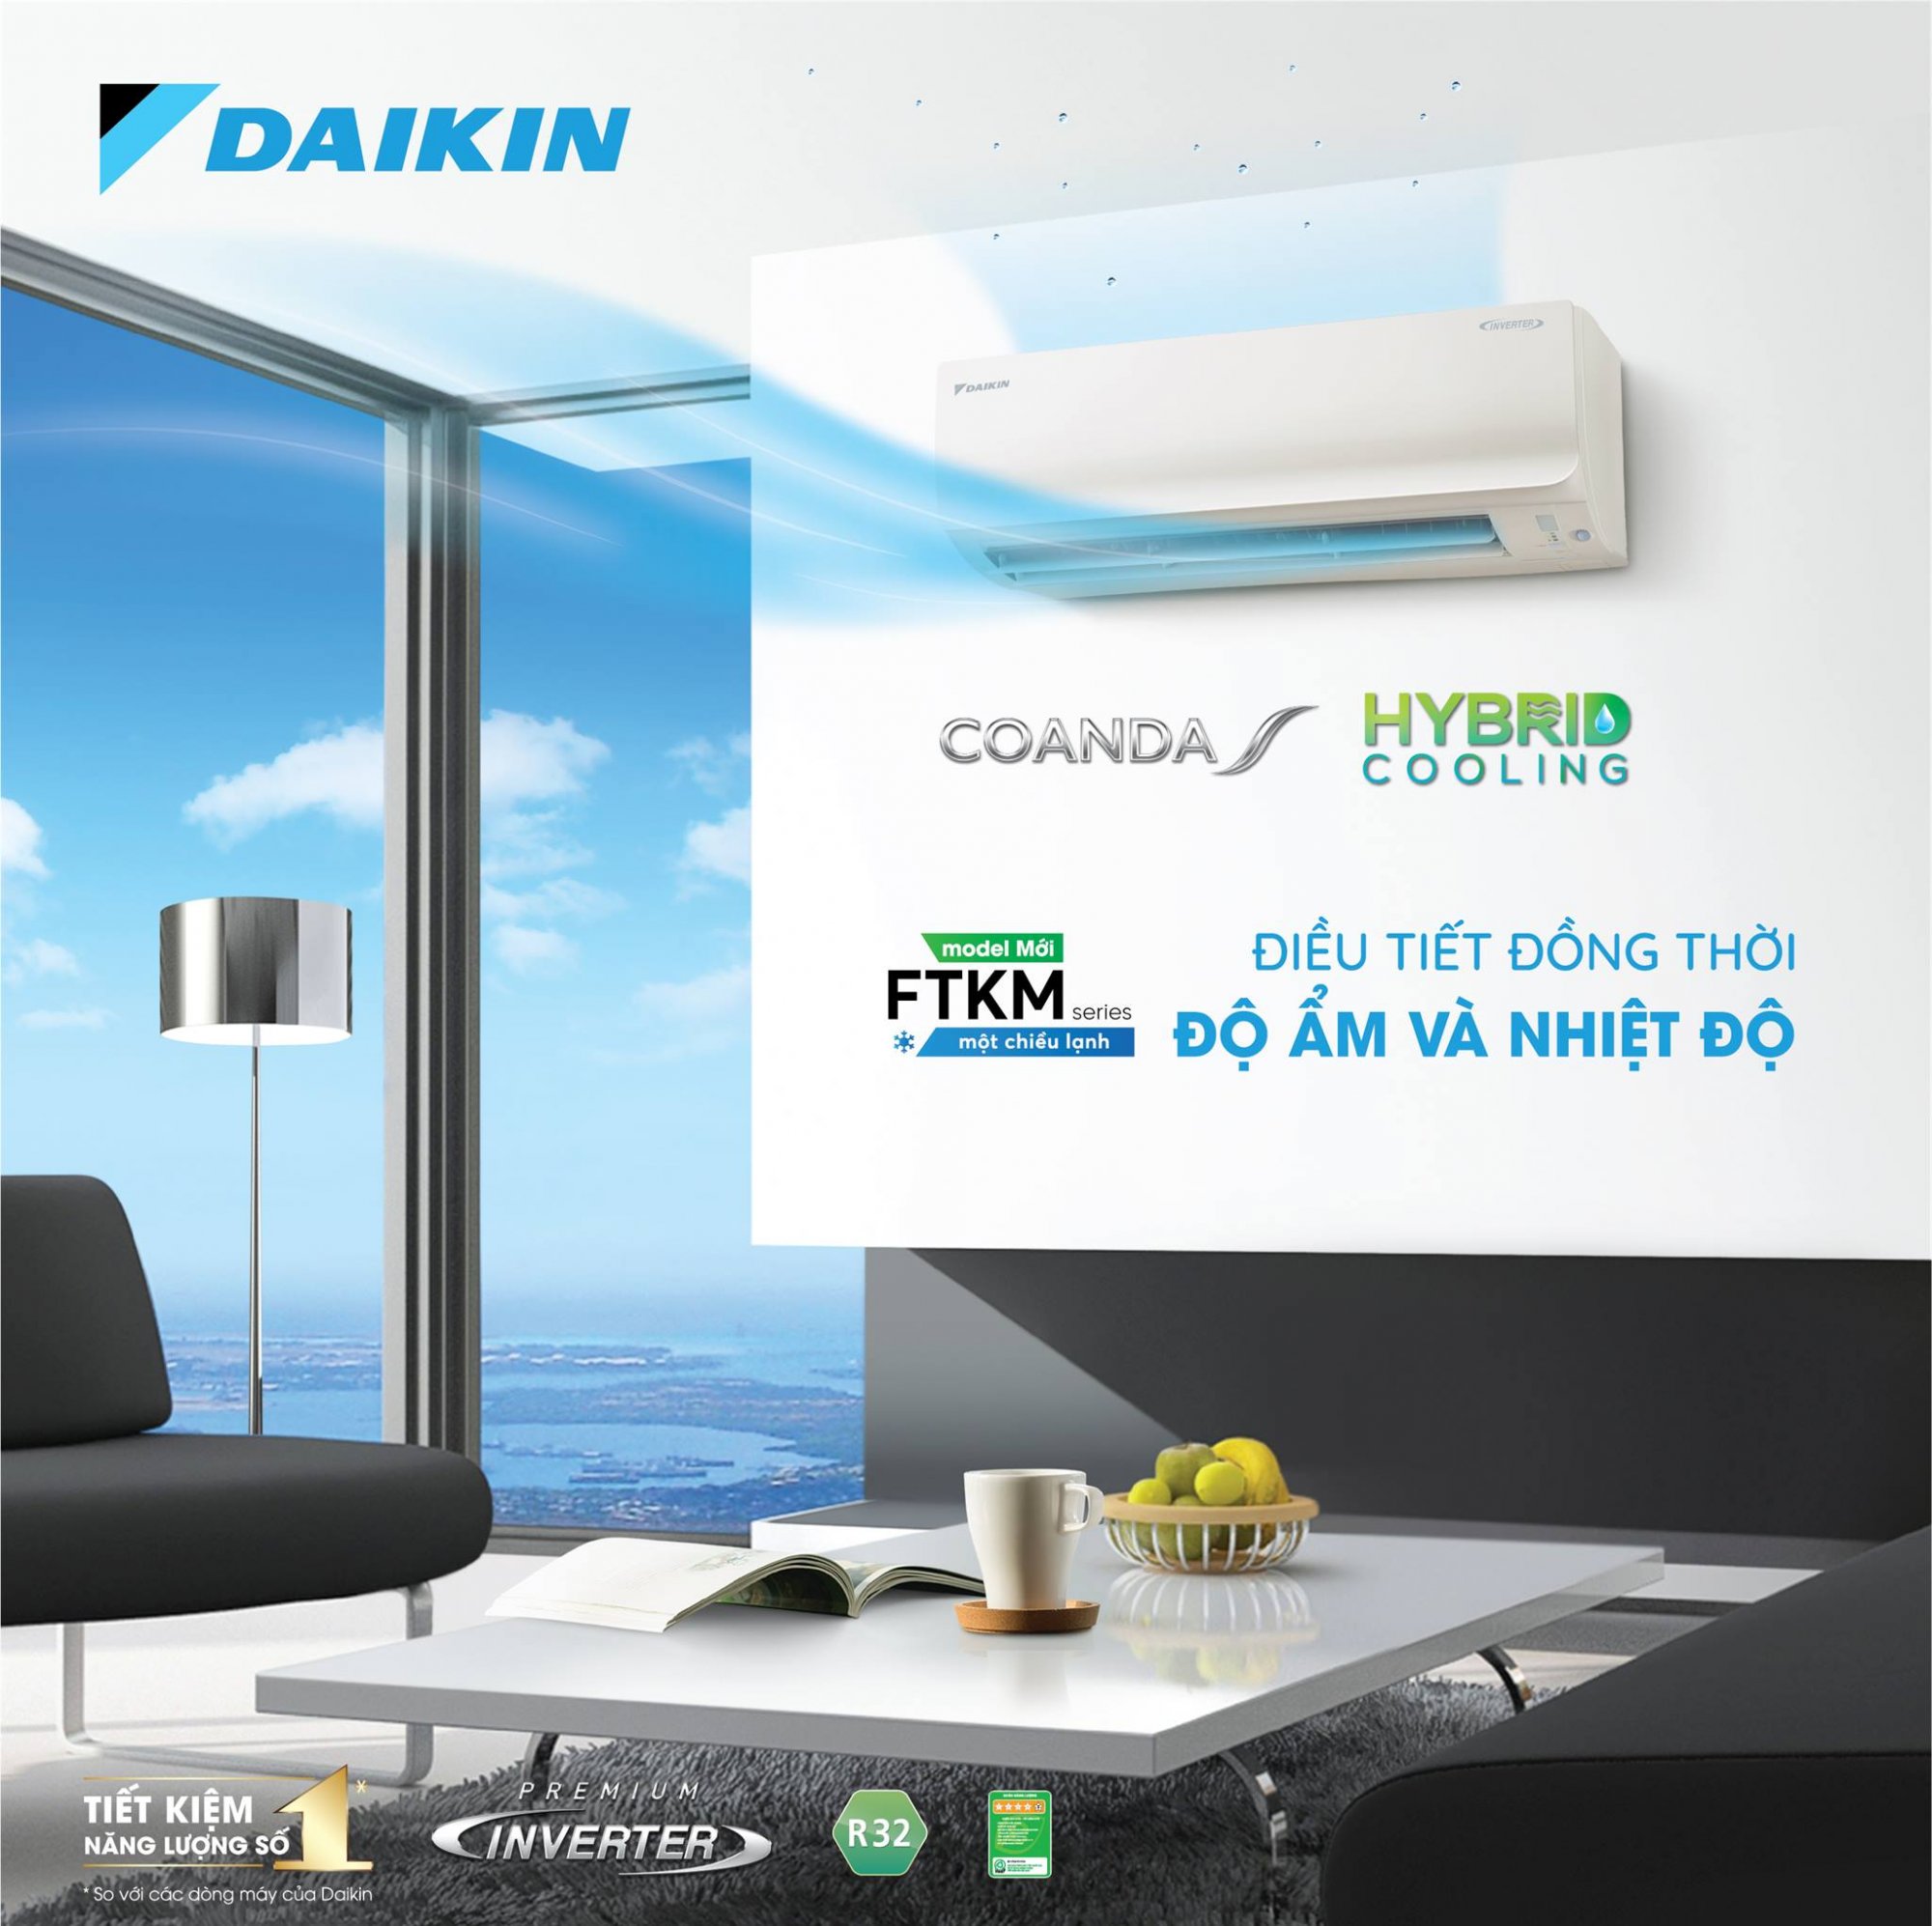 DAIKIN
INVERTER
DAIKIN
COANDA
HYBRID
COOLING
model Mới
FTKM series
một chiều lạnh
ĐIỀU TIẾT ĐỒNG THỜI
ĐỘ ẨM VÀ NHIỆT ĐỘ
TIẾT KIỆM
NĂNG LƯỢNG SỐ 1*
* So với các dòng máy của Daikin
PREMIUM
INVERTER
R32